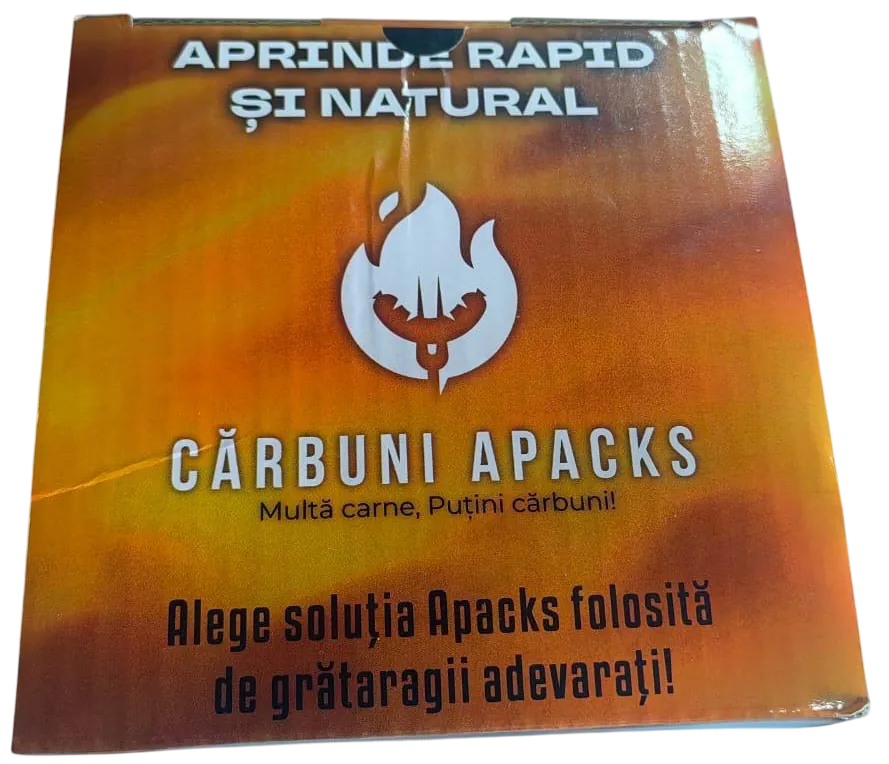 APRINDE RAPID
ȘI NATURAL
CĂRBUNI APACKS
Multă carne, Puțini cărbuni!
Alege soluția Apacks folosită
de grătaragii adevarați!